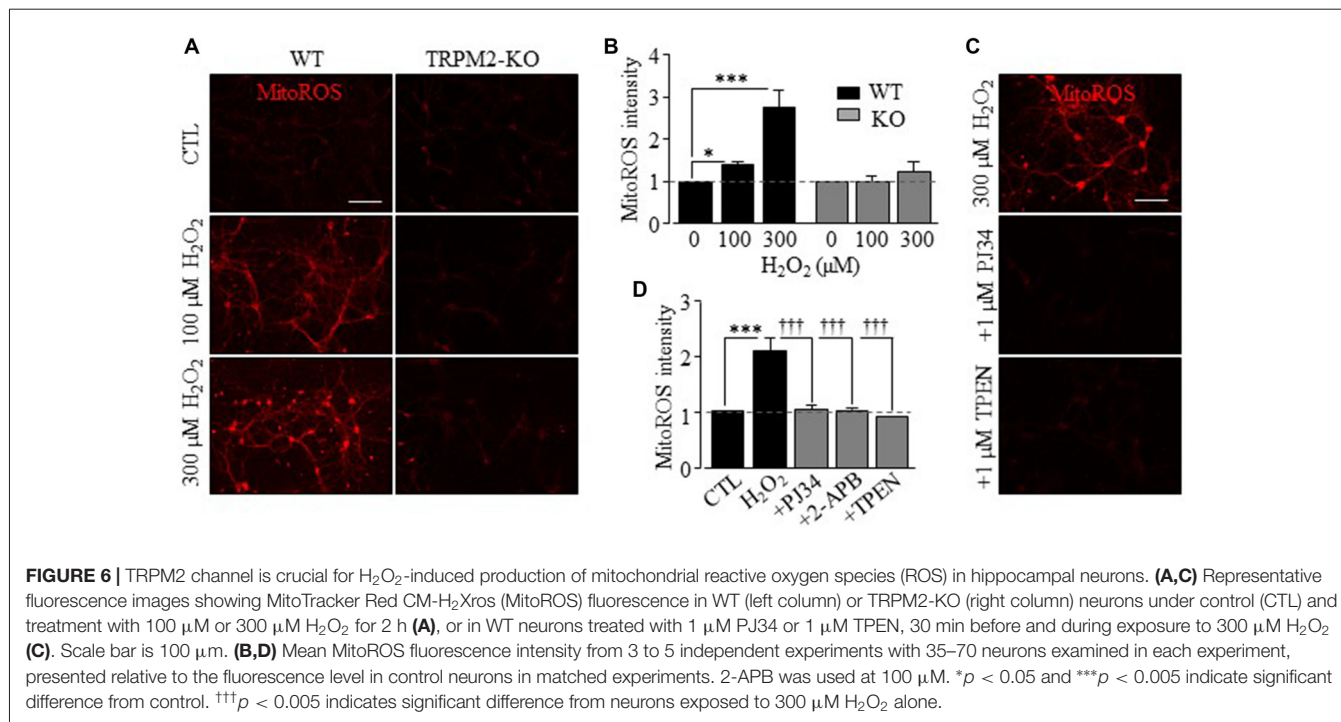 A
WT
TRPM2-KO
MitoROS
CTL
100 µM H₂O₂
300 µM H₂O₂
B
MitoROS intensity
4
3
2
1
0
***
*
WT
KO
0 100 300 0 100 300
H₂O₂ (µM)
D
MitoROS intensity
3
2
1
0
*** ††† ††† †††
CTL H₂O₂ +PJ34 +2-APB +TPEN
C
MitoROS
300 µM H₂O₂
+1 µM PJ34
+1 µM TPEN
FIGURE 6 | TRPM2 channel is crucial for H₂O₂-induced production of mitochondrial reactive oxygen species (ROS) in hippocampal neurons. (A,C) Representative
fluorescence images showing MitoTracker Red CM-H₂Xros (MitoROS) fluorescence in WT (left column) or TRPM2-KO (right column) neurons under control (CTL) and
treatment with 100 µM or 300 µM H₂O₂ for 2 h (A), or in WT neurons treated with 1 µM PJ34 or 1 µM TPEN, 30 min before and during exposure to 300 µM H₂O₂
(C). Scale bar is 100 µm. (B,D) Mean MitoROS fluorescence intensity from 3 to 5 independent experiments with 35–70 neurons examined in each experiment,
presented relative to the fluorescence level in control neurons in matched experiments. 2-APB was used at 100 µM. *p < 0.05 and ***p < 0.005 indicate significant
difference from control. †††p < 0.005 indicates significant difference from neurons exposed to 300 µM H₂O₂ alone.